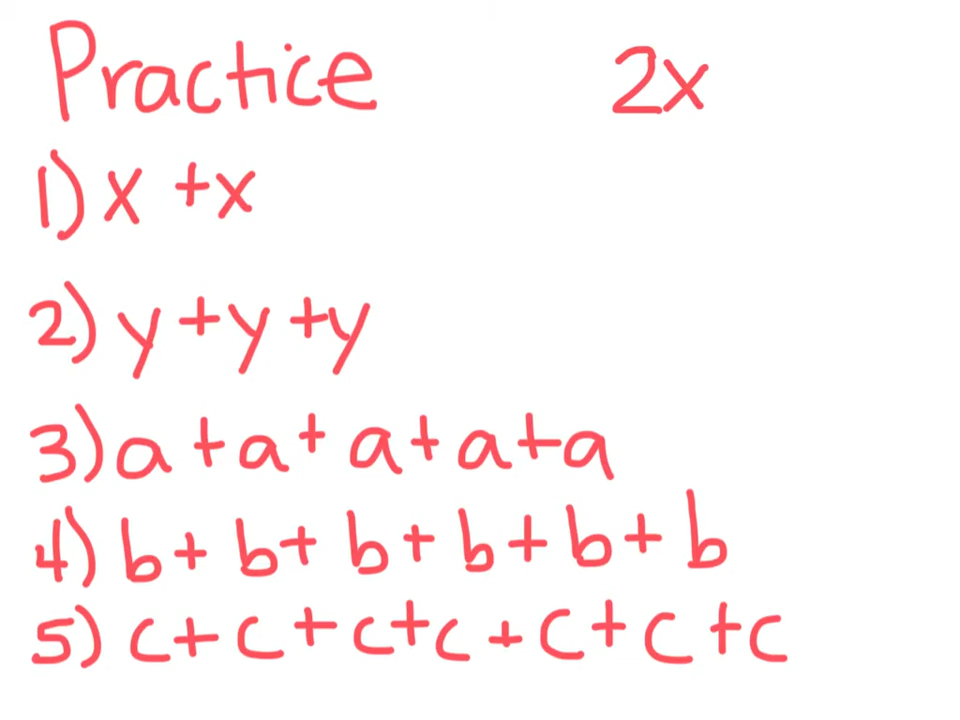 Practice 2x
1) x + x
2) y + y + y
3) a + a + a + a + a
4) b + b + b + b + b + b
5) c + c + c + c + c + c + c